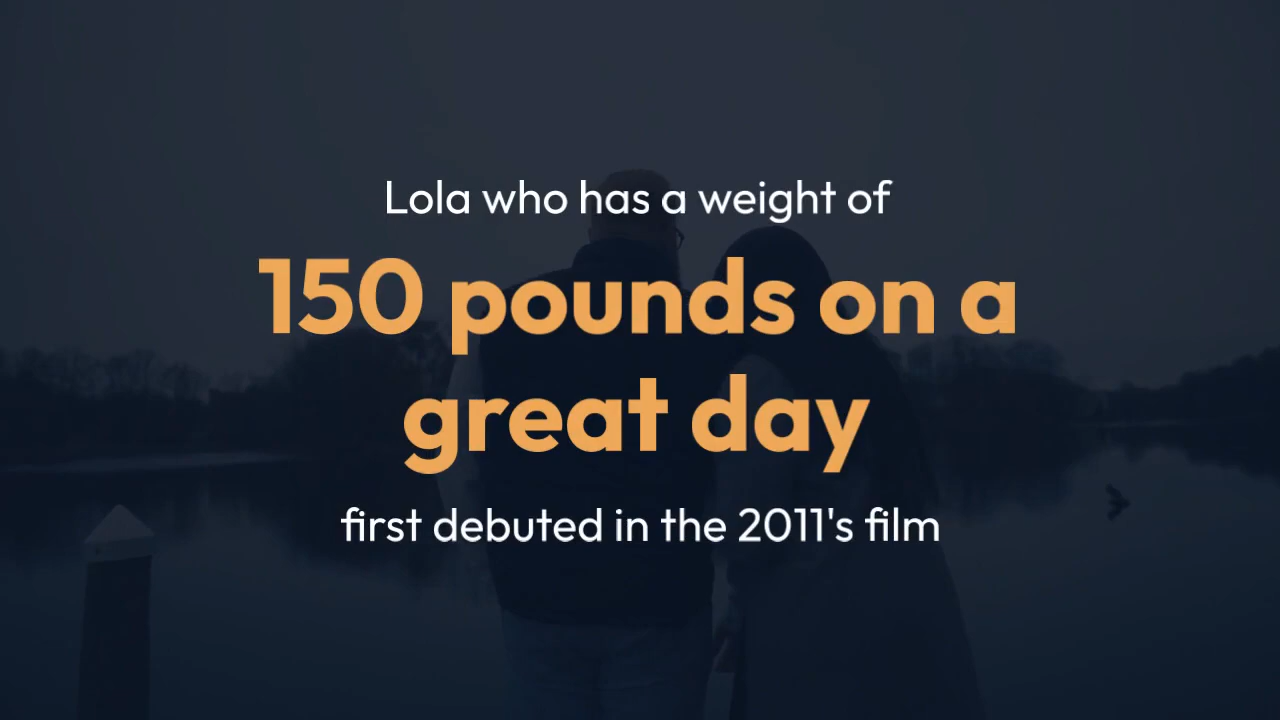 Lola who has a weight of
150 pounds on a
great day
first debuted in the 2011's film